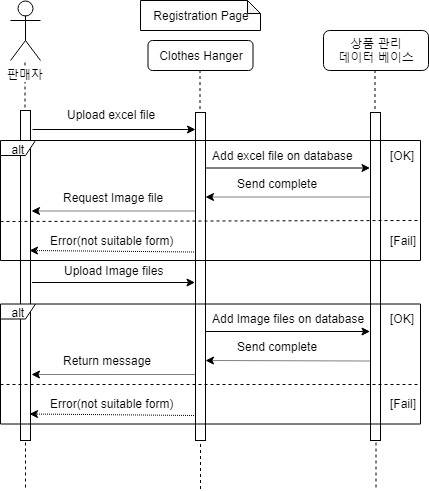 Registration Page
판매자
Clothes Hanger
상품 관리
데이터 베이스
Upload excel file
alt
Add excel file on database
[OK]
Send complete
Request Image file
Error(not suitable form)
[Fail]
Upload Image files
alt
Add Image files on database
[OK]
Send complete
Return message
Error(not suitable form)
[Fail]